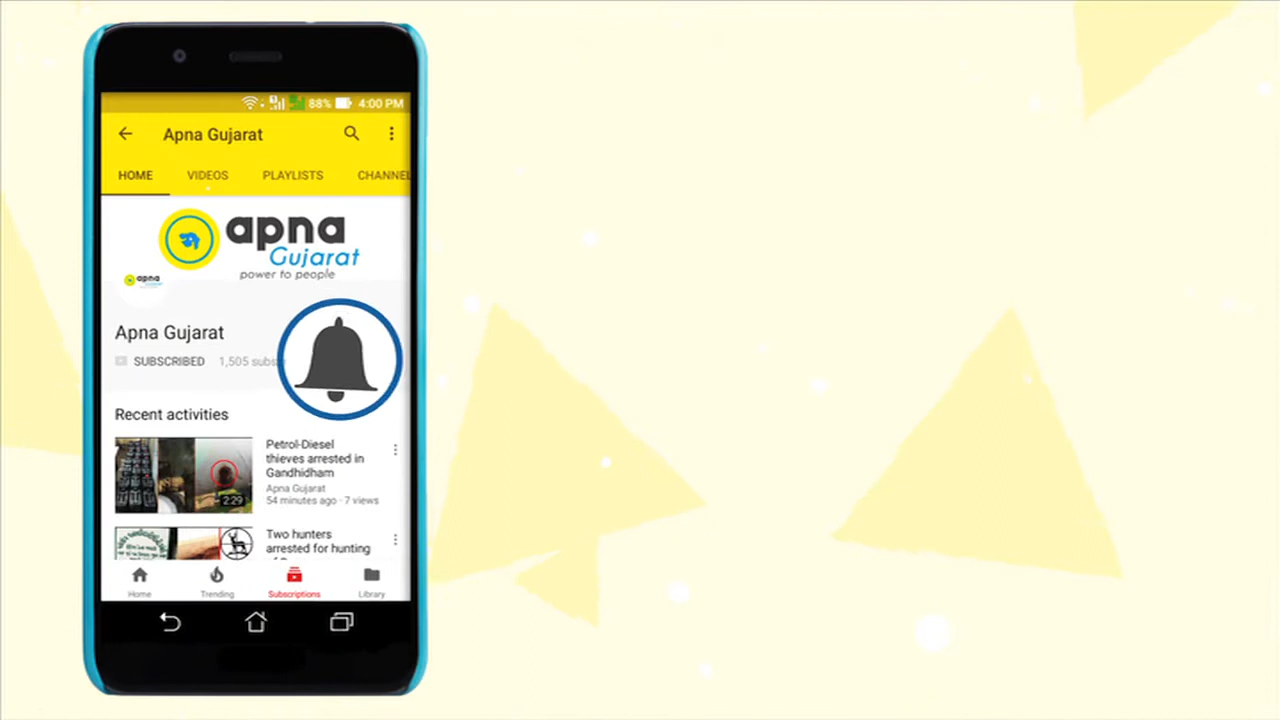 88% 4:00 PM
Apna Gujarat
HOME VIDEOS PLAYLISTS CHANNEL
apna
Gujarat
power to people
apna
Apna Gujarat
SUBSCRIBED 1,505 subs
Recent activities
Petrol-Diesel
thieves arrested in
Gandhidham
Apna Gujarat
54 minutes ago · 7 views
2:29
Two hunters
arrested for hunting
Home Trending Subscriptions Library